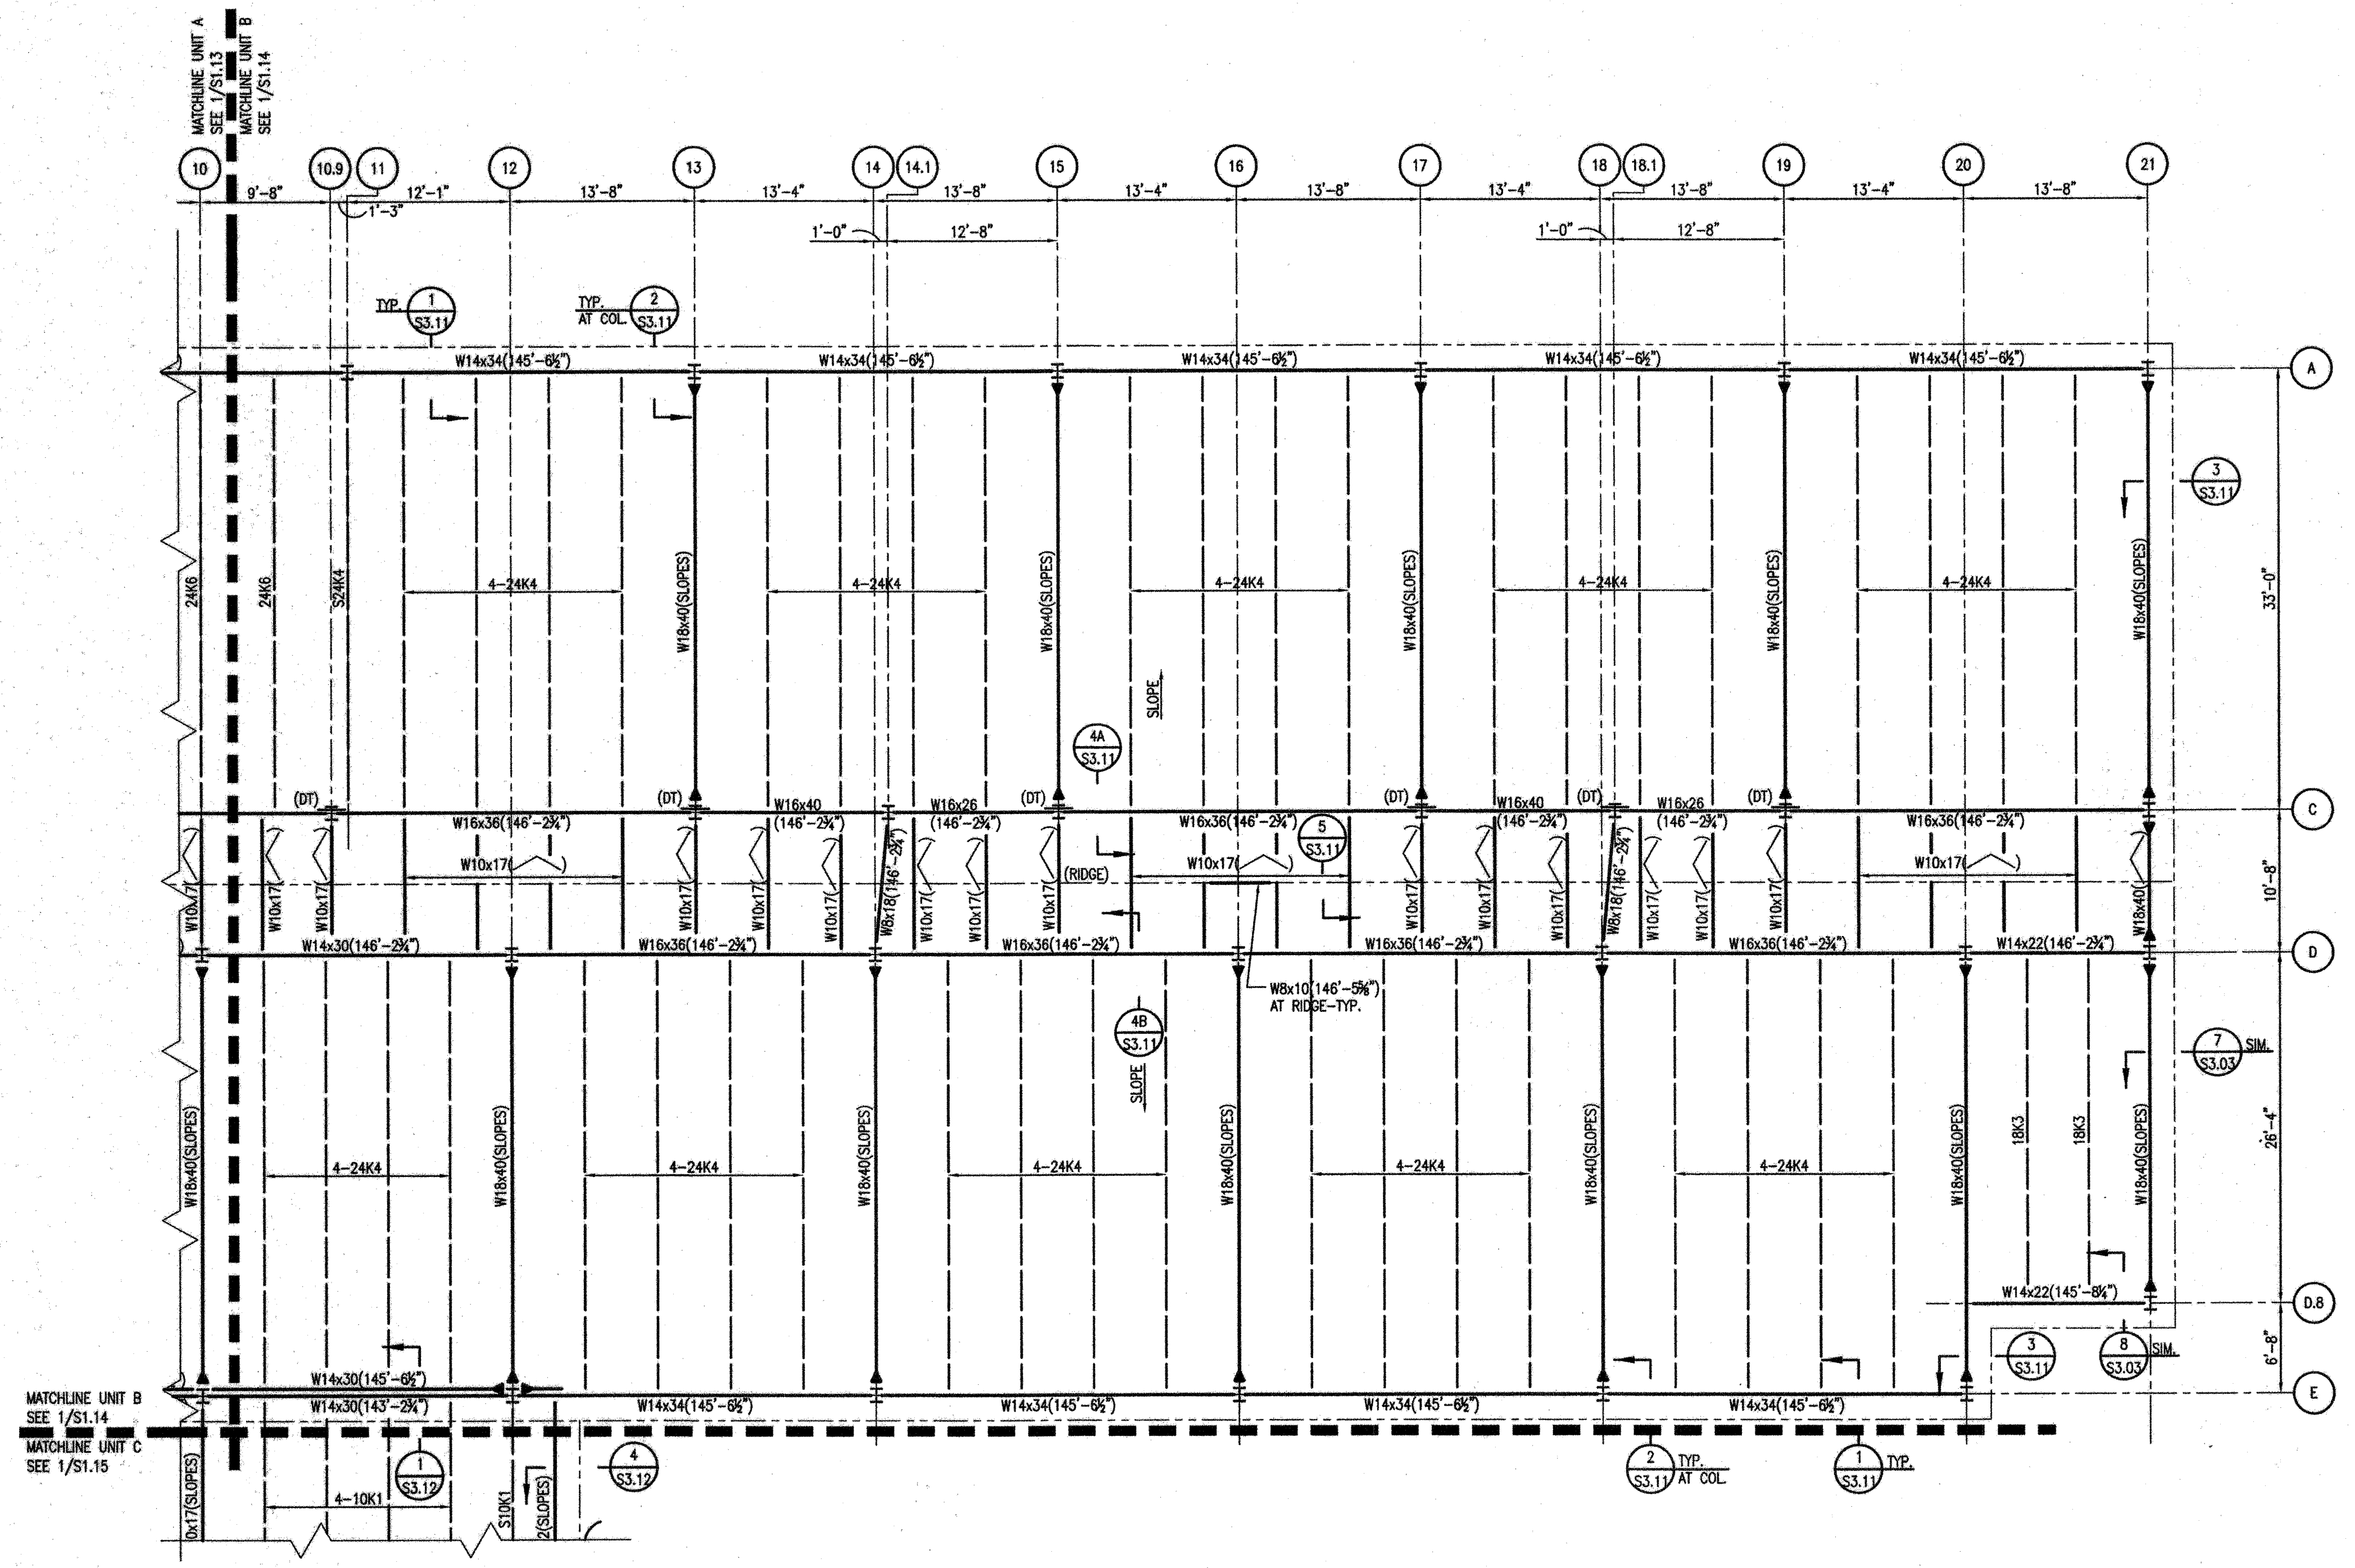 MATCHLINE UNIT A
SEE 1/S1.13
MATCHLINE UNIT B
SEE 1/S1.14
10
10.9
11
12
13
14
14.1
15
16
17
18
18.1
19
20
21
9'-8"
1'-3"
12'-1"
13'-8"
13'-4"
13'-8"
13'-4"
13'-8"
13'-4"
13'-8"
13'-4"
13'-8"
1'-0"
12'-8"
1'-0"
12'-8"
TYP.
1
S3.11
TYP.
AT COL.
2
S3.11
W14x34(145'-6½")
W14x34(145'-6½")
W14x34(145'-6½")
W14x34(145'-6½")
W14x34(145'-6½")
A
3
S3.11
24K6
24K6
S24K4
4-24K4
W18x40(SLOPES)
4-24K4
W18x40(SLOPES)
4-24K4
W18x40(SLOPES)
4-24K4
W18x40(SLOPES)
4-24K4
W18x40(SLOPES)
33'-0"
SLOPE
4A
S3.11
(DT)
(DT)
(DT)
(DT)
(DT)
(DT)
W16x36(146'-2¾")
W16x40
(146'-2¾")
W16x26
(146'-2¾")
W16x36(146'-2¾")
W16x40
(146'-2¾")
W16x26
(146'-2¾")
W16x36(146'-2¾")
C
5
S3.11
W10x17( )
W10x17( )
W10x17( )
W10x17( )
W10x17( )
W10x17( )
W10x17( )
W10x17( )
W8x18(146'-2¾")
W10x17( )
W10x17( )
W10x17( )
(RIDGE)
W10x17( )
W10x17( )
W10x17( )
W10x17( )
W8x18(146'-2¾")
W10x17( )
W10x17( )
W10x17( )
W10x17( )
W18x40( )
10'-8"
W14x30(146'-2¾")
W16x36(146'-2¾")
W16x36(146'-2¾")
W16x36(146'-2¾")
W16x36(146'-2¾")
W14x22(146'-2¾")
D
W8x10(146'-5⅝")
AT RIDGE-TYP.
4B
S3.11
SLOPE
7
S3.03
SIM.
W18x40(SLOPES)
4-24K4
W18x40(SLOPES)
4-24K4
W18x40(SLOPES)
4-24K4
W18x40(SLOPES)
4-24K4
W18x40(SLOPES)
4-24K4
W18x40(SLOPES)
18K3
18K3
W18x40(SLOPES)
26'-4"
W14x22(145'-8¼")
D.8
3
S3.11
8
S3.03
SIM.
6'-8"
W14x30(145'-6½")
W14x30(143'-2¾")
W14x34(145'-6½")
W14x34(145'-6½")
W14x34(145'-6½")
W14x34(145'-6½")
E
MATCHLINE UNIT B
SEE 1/S1.14
MATCHLINE UNIT C
SEE 1/S1.15
0x17(SLOPES)
4-10K1
1
S3.12
S10K1
2(SLOPES)
4
S3.12
2
S3.11
TYP.
AT COL.
1
S3.11
TYP.